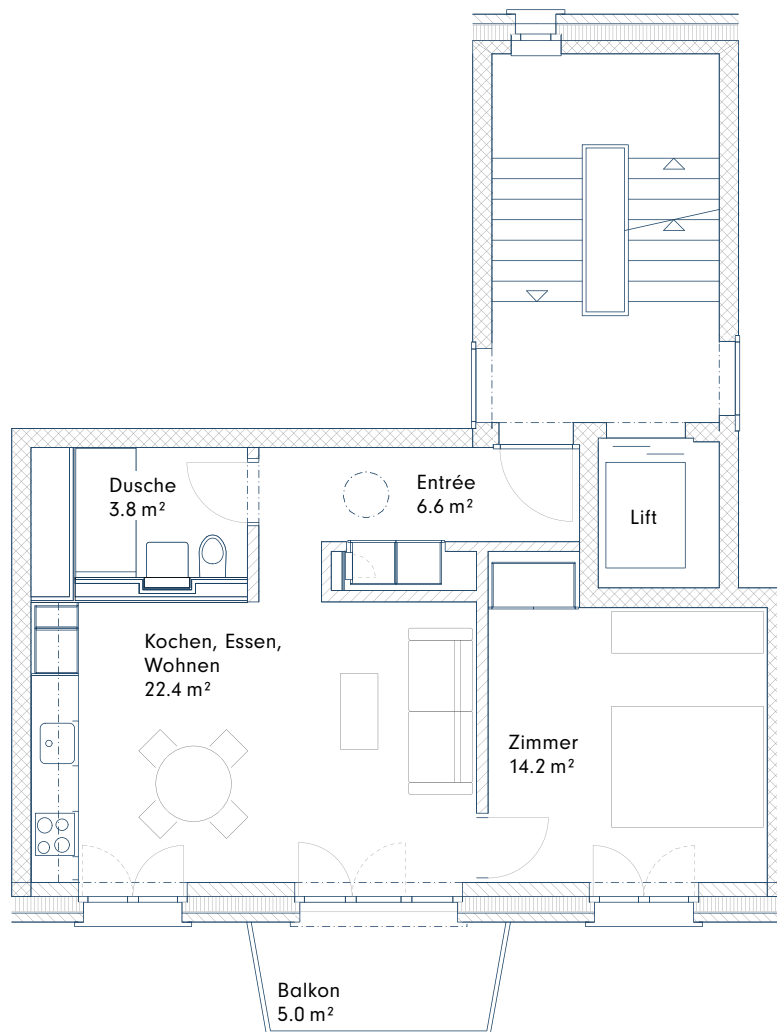 Dusche
3.8 m²
Entrée
6.6 m²
Lift
Kochen, Essen,
Wohnen
22.4 m²
Zimmer
14.2 m²
Balkon
5.0 m²